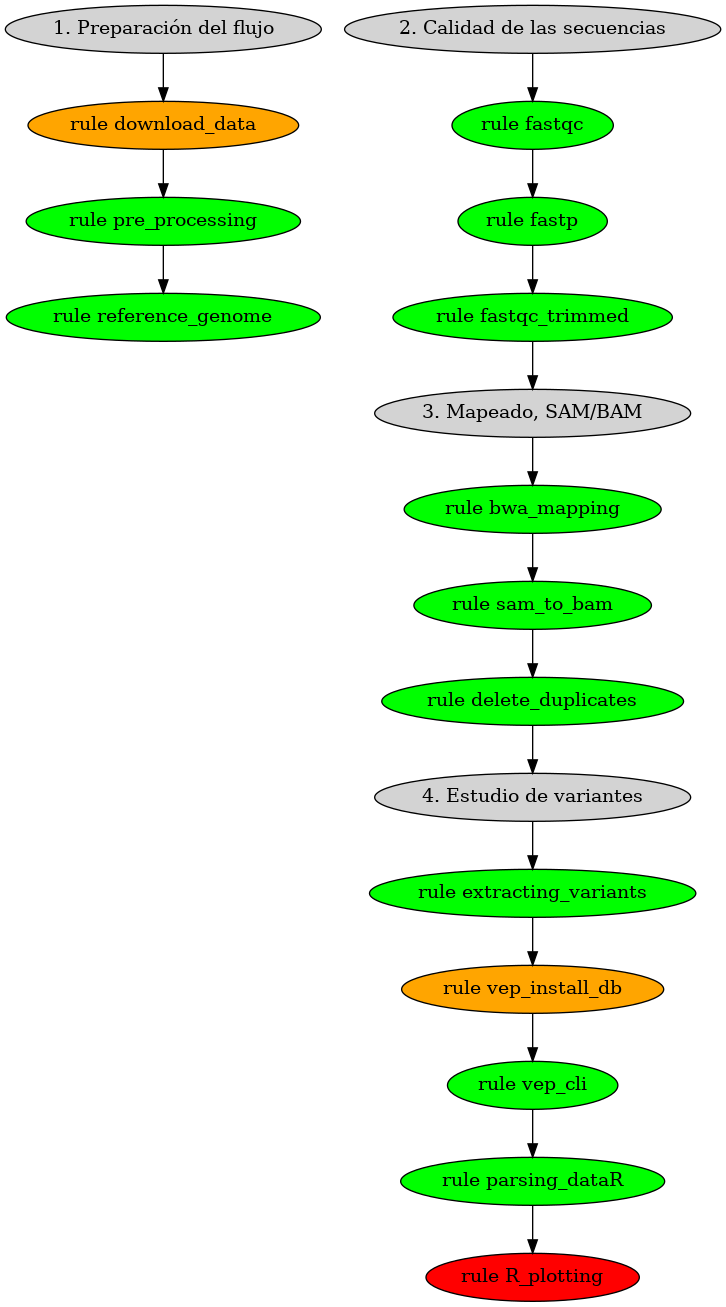 1. Preparación del flujo
rule download_data
rule pre_processing
rule reference_genome
2. Calidad de las secuencias
rule fastqc
rule fastp
rule fastqc_trimmed
3. Mapeado, SAM/BAM
rule bwa_mapping
rule sam_to_bam
rule delete_duplicates
4. Estudio de variantes
rule extracting_variants
rule vep_install_db
rule vep_cli
rule parsing_dataR
rule R_plotting